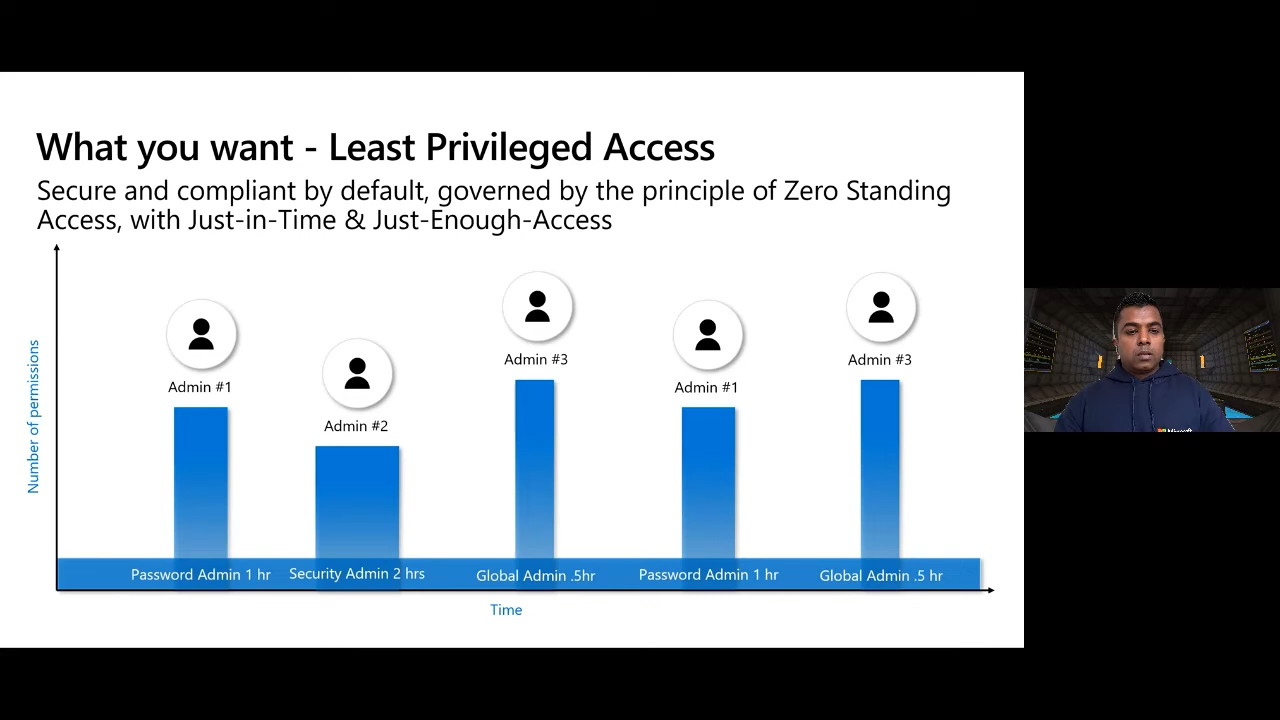 What you want - Least Privileged Access
Secure and compliant by default, governed by the principle of Zero Standing
Access, with Just-in-Time & Just-Enough-Access
Number of permissions
Admin #1
Admin #2
Admin #3
Admin #1
Admin #3
Password Admin 1 hr
Security Admin 2 hrs
Global Admin .5hr
Password Admin 1 hr
Global Admin .5 hr
Time
Microsoft